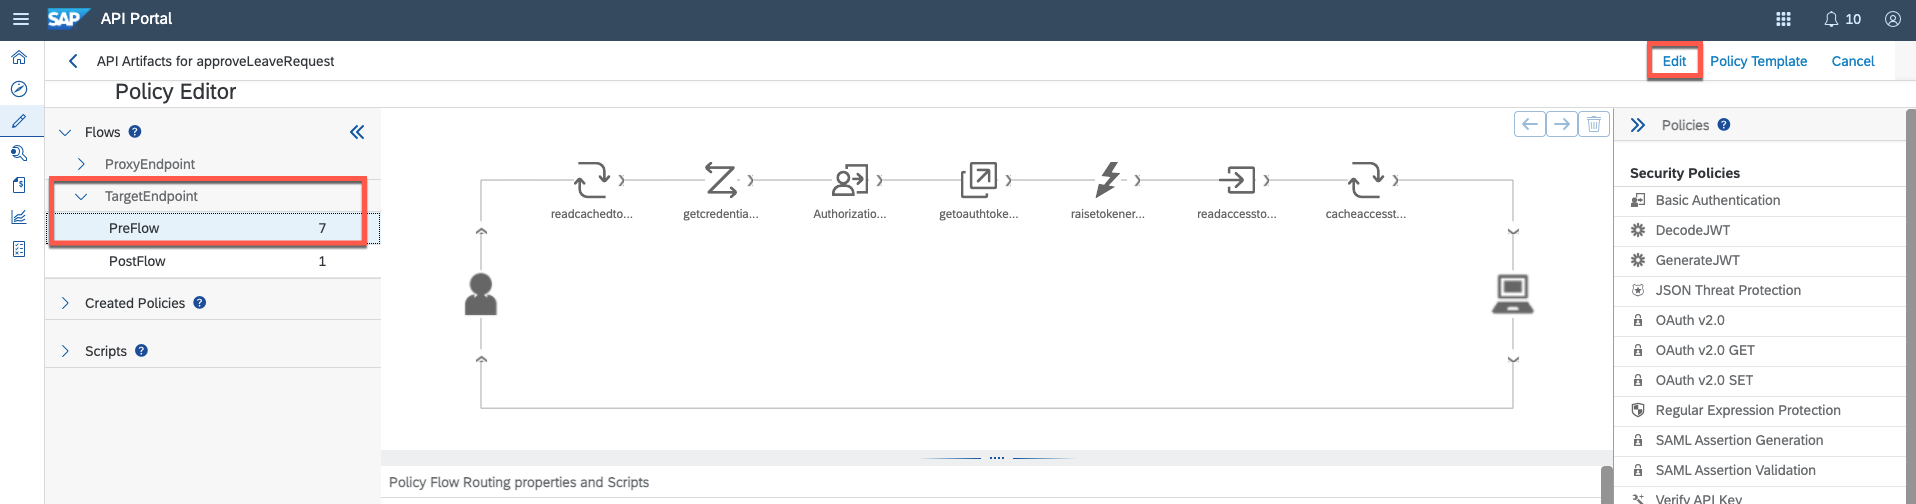 SAP API Portal 10
API Artifacts for approveLeaveRequest Edit Policy Template Cancel
Policy Editor
Flows ?
ProxyEndpoint
TargetEndpoint
PreFlow 7
PostFlow 1
Created Policies ?
Scripts ?
readcachedto... getcredentia... Authorizatio... getoauthtoke... raisetokener... readaccessto... cacheaccesst...
Policy Flow Routing properties and Scripts
Policies ?
Security Policies
Basic Authentication
DecodeJWT
GenerateJWT
JSON Threat Protection
OAuth v2.0
OAuth v2.0 GET
OAuth v2.0 SET
Regular Expression Protection
SAML Assertion Generation
SAML Assertion Validation
Verify API Key